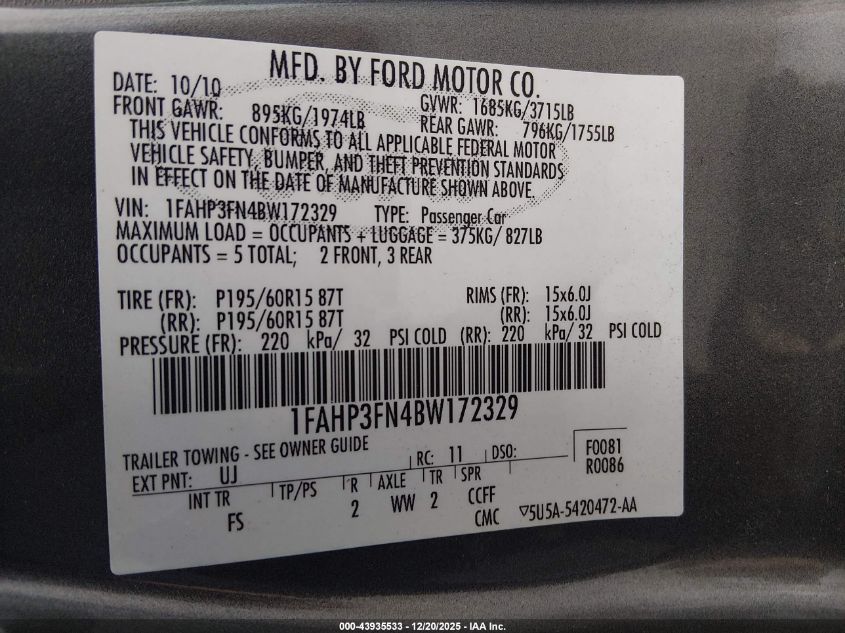 MFD. BY FORD MOTOR CO.
DATE: 10/10 GVWR: 1685KG/3715LB
FRONT GAWR: 895KG/1974LB REAR GAWR: 796KG/1755LB
THIS VEHICLE CONFORMS TO ALL APPLICABLE FEDERAL MOTOR
VEHICLE SAFETY, BUMPER, AND THEFT PREVENTION STANDARDS
IN EFFECT ON THE DATE OF MANUFACTURE SHOWN ABOVE.
VIN: 1FAHP3FN4BW172329 TYPE: Passenger Car
MAXIMUM LOAD = OCCUPANTS + LUGGAGE = 375KG/ 827LB
OCCUPANTS = 5 TOTAL; 2 FRONT, 3 REAR
TIRE (FR): P195/60R15 87T RIMS (FR): 15x6.0J
(RR): P195/60R15 87T (RR): 15x6.0J
PRESSURE (FR): 220 kPa/ 32 PSI COLD (RR): 220 kPa/ 32 PSI COLD
1FAHP3FN4BW172329
TRAILER TOWING - SEE OWNER GUIDE
EXT PNT: UJ RC: 11 DSO: F0081
R0086
INT TR TP/PS R AXLE TR SPR
FS 2 WW 2 CCFF
CMC ▽5U5A-5420472-AA
000-43935533 - 12/20/2025 - IAA Inc.